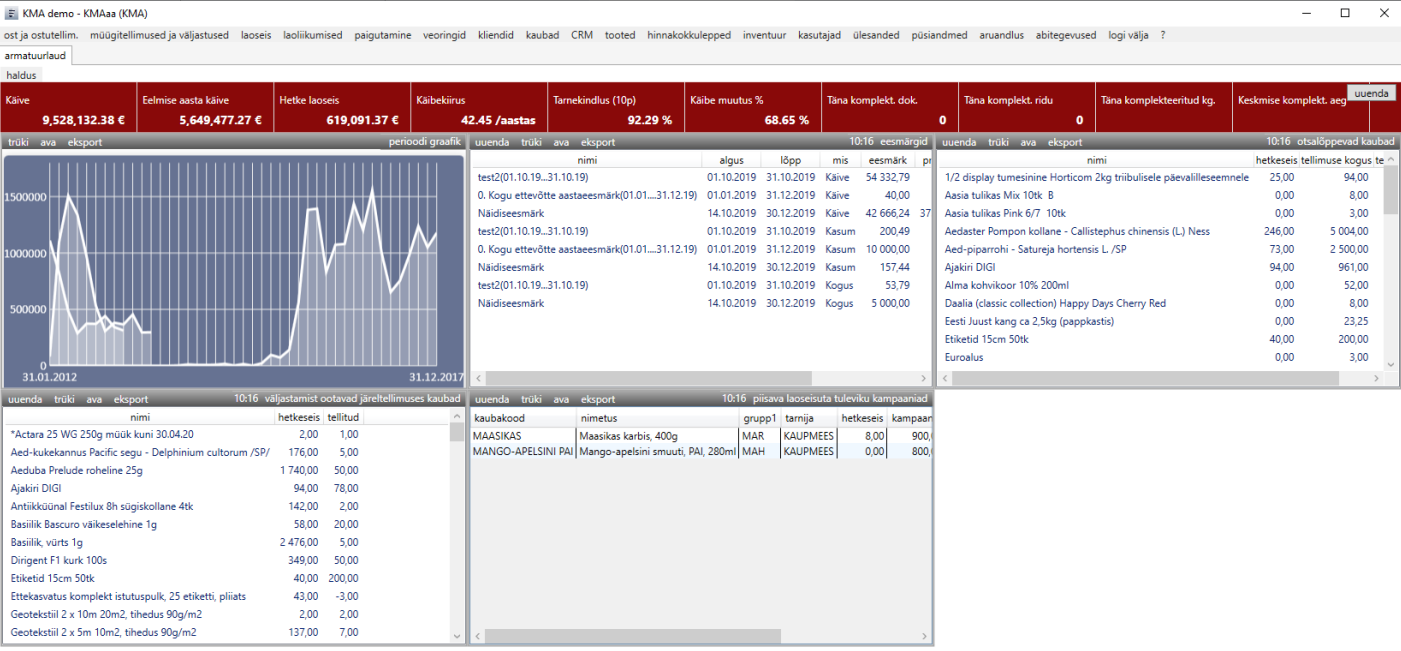 KMA demo - KMAaa (KMA)
ost ja ostutellim. müügitellimused ja väljastused laoseis laoliikumised paigutamine veoringid kliendid kaubad CRM tooted hinnakokkulepped inventuur kasutajad ülesanded püsiandmed aruandlus abitegevused logi välja ?
armatuurlaud
haldus
Käive Eelmise aasta käive Hetke laoseis Käibekiirus Tarnekindlus (10p) Käibe muutus % Täna komplekt. dok. Täna komplekt. ridu Täna komplekteeritud kg. Keskmise komplekt. aeg uuenda
9,528,132.38 € 5,649,477.27 € 619,091.37 € 42.45 /aastas 92.29 % 68.65 % 0 0
trüki ava eksport perioodi graafik
1500000
1000000
500000
0
31.01.2012 31.12.2017
uuenda trüki ava eksport 10:16 eesmärgid
nimi algus lõpp mis eesmärk pr
test2(01.10.19)...31.10.19) 01.10.2019 31.10.2019 Käive 54 332,79
0. Kogu ettevõtte aastaeesmärk(01.01....31.12.19) 01.01.2019 31.12.2019 Käive 40,00
Näidiseesmärk 14.10.2019 30.12.2019 Käive 42 666,24 37
test2(01.10.19)...31.10.19) 01.10.2019 31.10.2019 Kasum 200,49
0. Kogu ettevõtte aastaeesmärk(01.01....31.12.19) 01.01.2019 31.12.2019 Kasum 10 000,00
Näidiseesmärk 14.10.2019 30.12.2019 Kasum 157,44
test2(01.10.19)...31.10.19) 01.10.2019 31.10.2019 Kogus 53,79
Näidiseesmärk 14.10.2019 30.12.2019 Kogus 5 000,00
uuenda trüki ava eksport 10:16 otsalõppevad kaubad
nimi hetkeseis tellimuse kogus te
1/2 display tumesinine Horticom 2kg triibulisele päevalilleseemnele 25,00 94,00
Aasia tulikas Mix 10tk B 0,00 8,00
Aasia tulikas Pink 6/7 10tk 0,00 3,00
Aedaster Pompon kollane - Callistephus chinensis (L.) Ness 246,00 5 004,00
Aed-piparrohi - Satureja hortensis L. /SP 73,00 2 500,00
Ajakiri DIGI 94,00 961,00
Alma kohvikoor 10% 200ml 0,00 52,00
Daalia (classic collection) Happy Days Cherry Red 0,00 8,00
Eesti Juust kang ca 2,5kg (pappkastis) 0,00 23,25
Etiketid 15cm 50tk 40,00 200,00
Euroalus 0,00 3,00
uuenda trüki ava eksport 10:16 väljastamist ootavad järeltellimuses kaubad
nimi hetkeseis tellitud
*Actara 25 WG 250g müük kuni 30.04.20 2,00 1,00
Aed-kukekannus Pacific segu - Delphinium cultorum /SP/ 176,00 5,00
Aeduba Prelude roheline 25g 1 740,00 50,00
Ajakiri DIGI 94,00 78,00
Antiikküünal Festilux 8h sügiskollane 4tk 142,00 2,00
Basiilik Bascuro väikeselehine 1g 58,00 20,00
Basiilik, vürts 1g 2 476,00 5,00
Dirigent F1 kurk 100s 349,00 50,00
Etiketid 15cm 50tk 40,00 200,00
Ettekasvatus komplekt istutuspulk, 25 etiketti, pliiats 43,00 -3,00
Geotekstiil 2 x 10m 20m2, tihedus 90g/m2 2,00 2,00
Geotekstiil 2 x 5m 10m2, tihedus 90g/m2 137,00 7,00
uuenda trüki ava eksport 10:16 piisava laoseisuta tuleviku kampaaniad
kaubakood nimetus grupp1 tarnija hetkeseis kampaan
MAASIKAS Maasikas karbis, 400g MAR KAUPMEES 8,00 900,
MANGO-APELSINI PAI Mango-apelsini smuuti, PAI, 280ml MAH KAUPMEES 0,00 800,